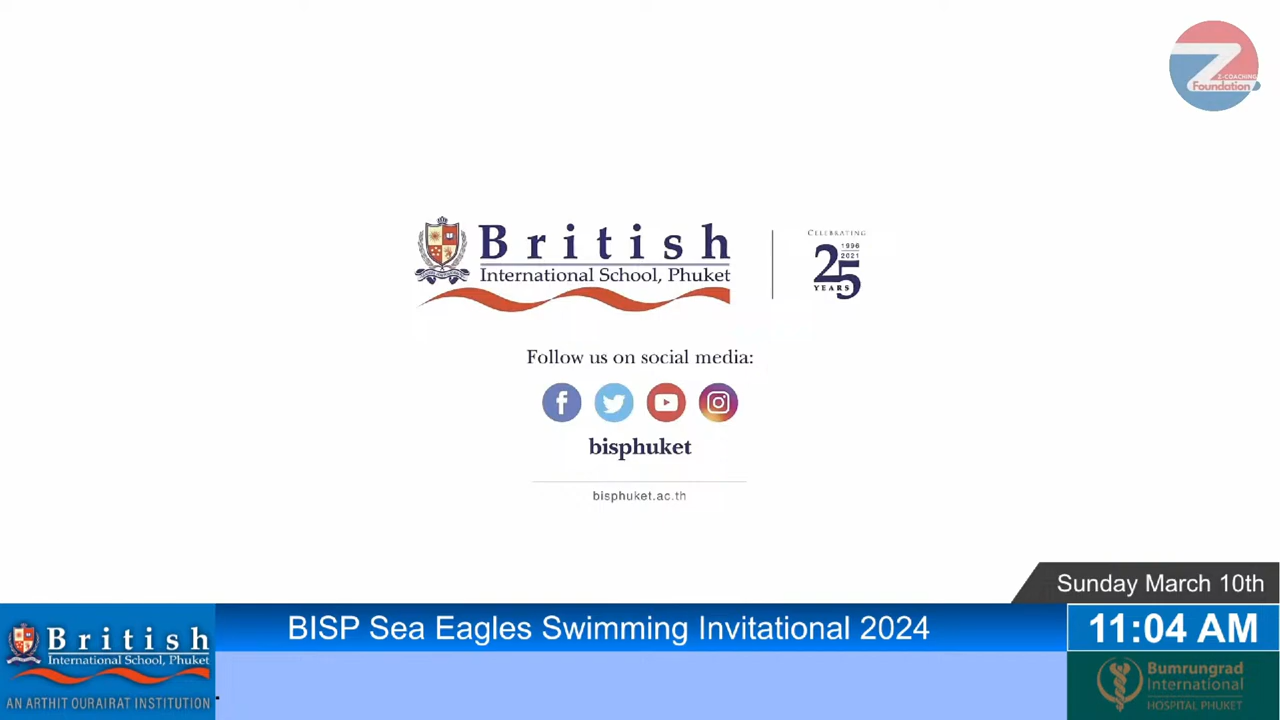 Z
Z-COACHING
Foundation
British
International School, Phuket
CELEBRATING
25
1996
2021
YEARS
Follow us on social media:
bisphuket
bisphuket.ac.th
Sunday March 10th
BISP Sea Eagles Swimming Invitational 2024
11:04 AM
British
International School, Phuket
AN ARTHIT OURAIRAT INSTITUTION
Bumrungrad
International
HOSPITAL PHUKET